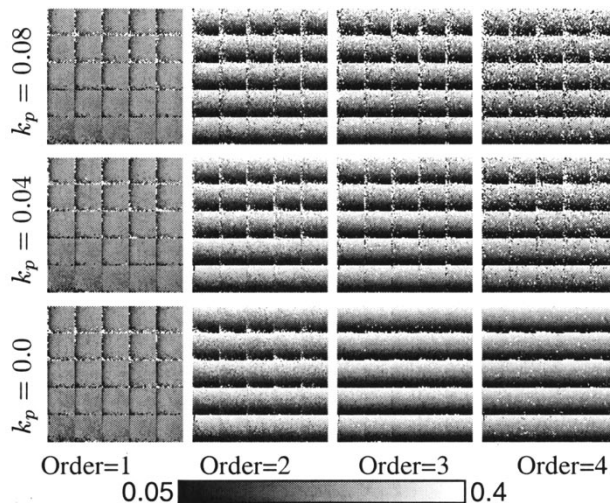 k_p = 0.08
k_p = 0.04
k_p = 0.0
Order=1 Order=2 Order=3 Order=4
0.05 0.4